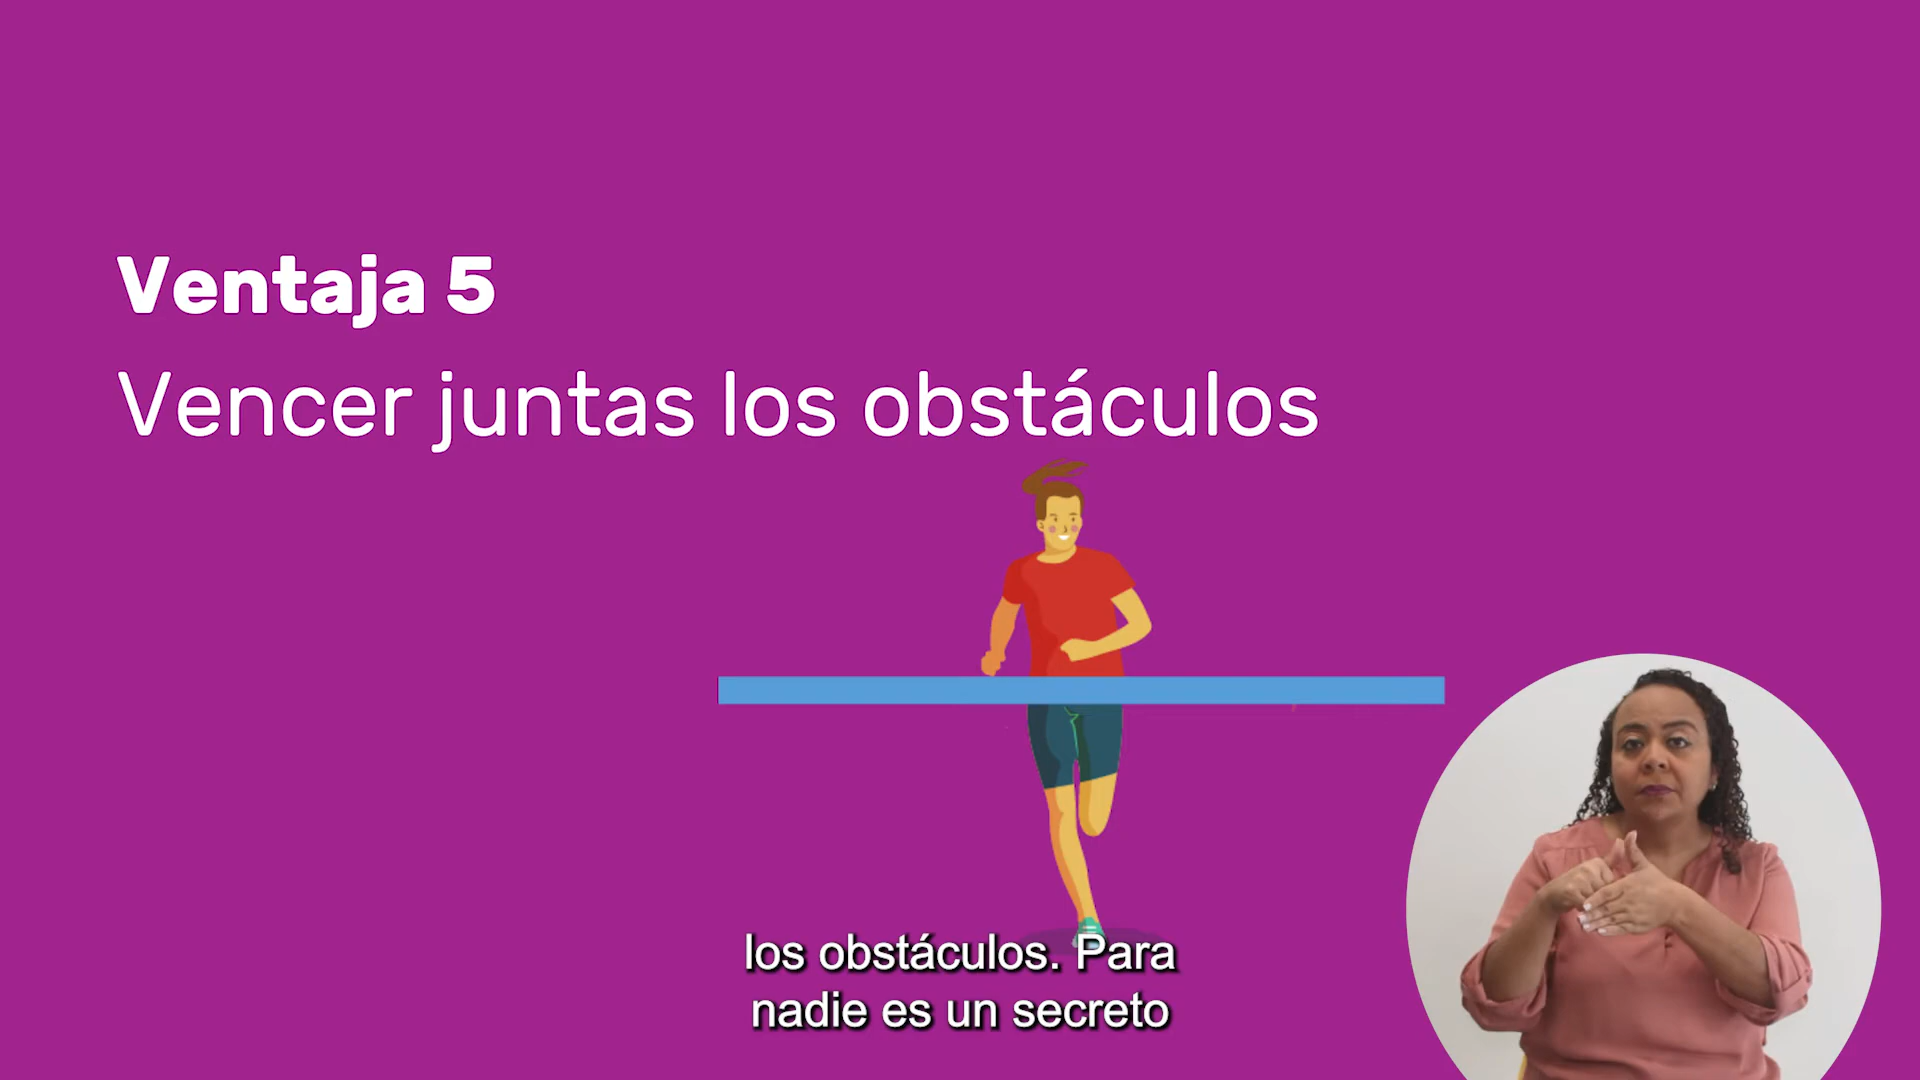 Ventaja 5
Vencer juntas los obstáculos
los obstáculos. Para
nadie es un secreto